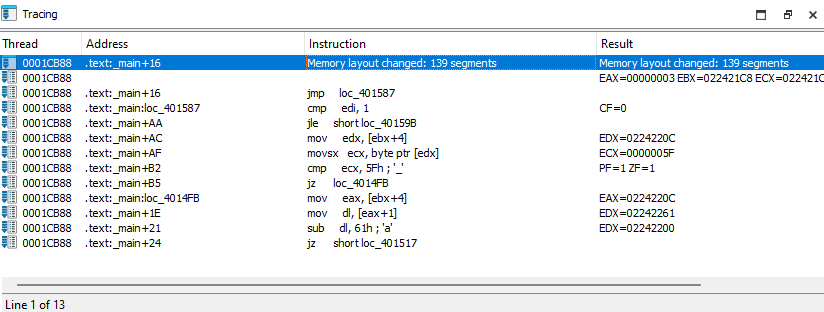 Tracing
Thread Address Instruction Result
0001CB88 .text:_main+16 Memory layout changed: 139 segments Memory layout changed: 139 segments
0001CB88 EAX=00000003 EBX=022421C8 ECX=022421C
0001CB88 .text:_main+16 jmp loc_401587
0001CB88 .text:_main:loc_401587 cmp edi, 1 CF=0
0001CB88 .text:_main+AA jle short loc_40159B
0001CB88 .text:_main+AC mov edx, [ebx+4] EDX=0224220C
0001CB88 .text:_main+AF movsx ecx, byte ptr [edx] ECX=0000005F
0001CB88 .text:_main+B2 cmp ecx, 5Fh ; '_' PF=1 ZF=1
0001CB88 .text:_main+B5 jz loc_4014FB
0001CB88 .text:_main:loc_4014FB mov eax, [ebx+4] EAX=0224220C
0001CB88 .text:_main+1E mov dl, [eax+1] EDX=02242261
0001CB88 .text:_main+21 sub dl, 61h ; 'a' EDX=02242200
0001CB88 .text:_main+24 jz short loc_401517
Line 1 of 13